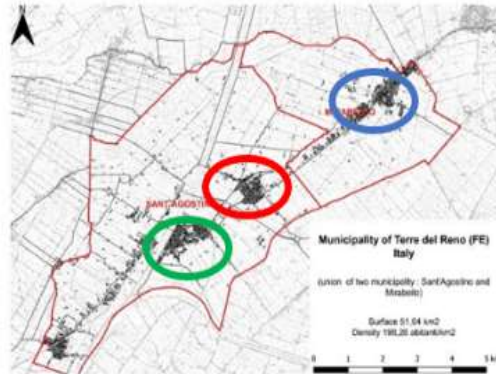 N
SANT'AGOSTINO
Municipality of Terre del Reno (FE)
Italy
(union of two municipality : Sant'Agostino and
Mirabello)
Surface 51,04 km2
Density 198,26 abitanti/km2
0 1 2 3 4 5 k